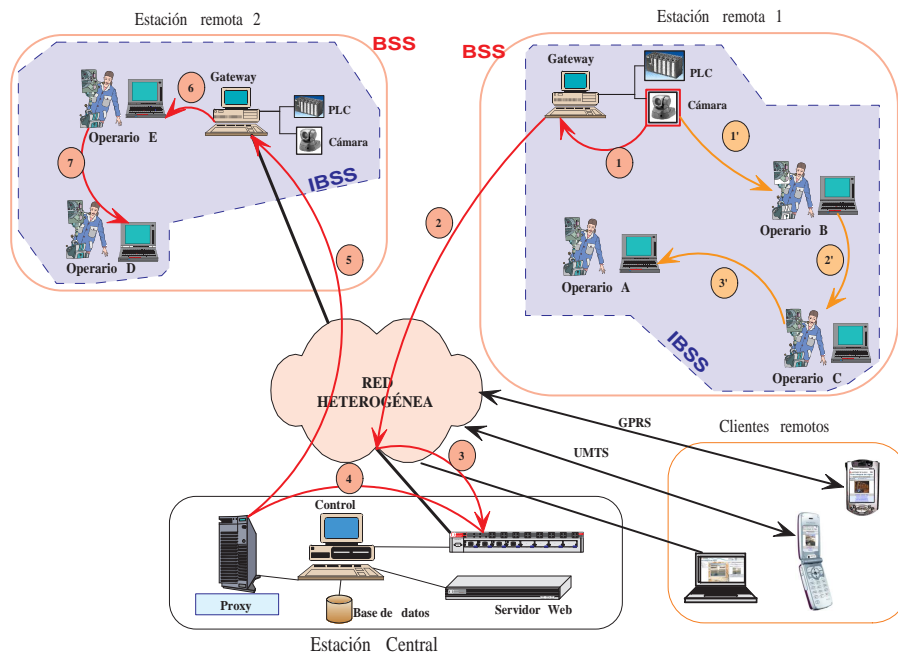 Estación remota 2
Estación remota 1
BSS
BSS
Gateway
PLC
Cámara
Operario E
6
7
IBSS
Operario D
Gateway
PLC
Cámara
1
1'
2
Operario B
2'
Operario A
3'
IBSS
Operario C
5
RED
HETEROGÉNEA
GPRS
UMTS
Clientes remotos
3
4
Control
Proxy
Base de datos
Servidor Web
Estación Central